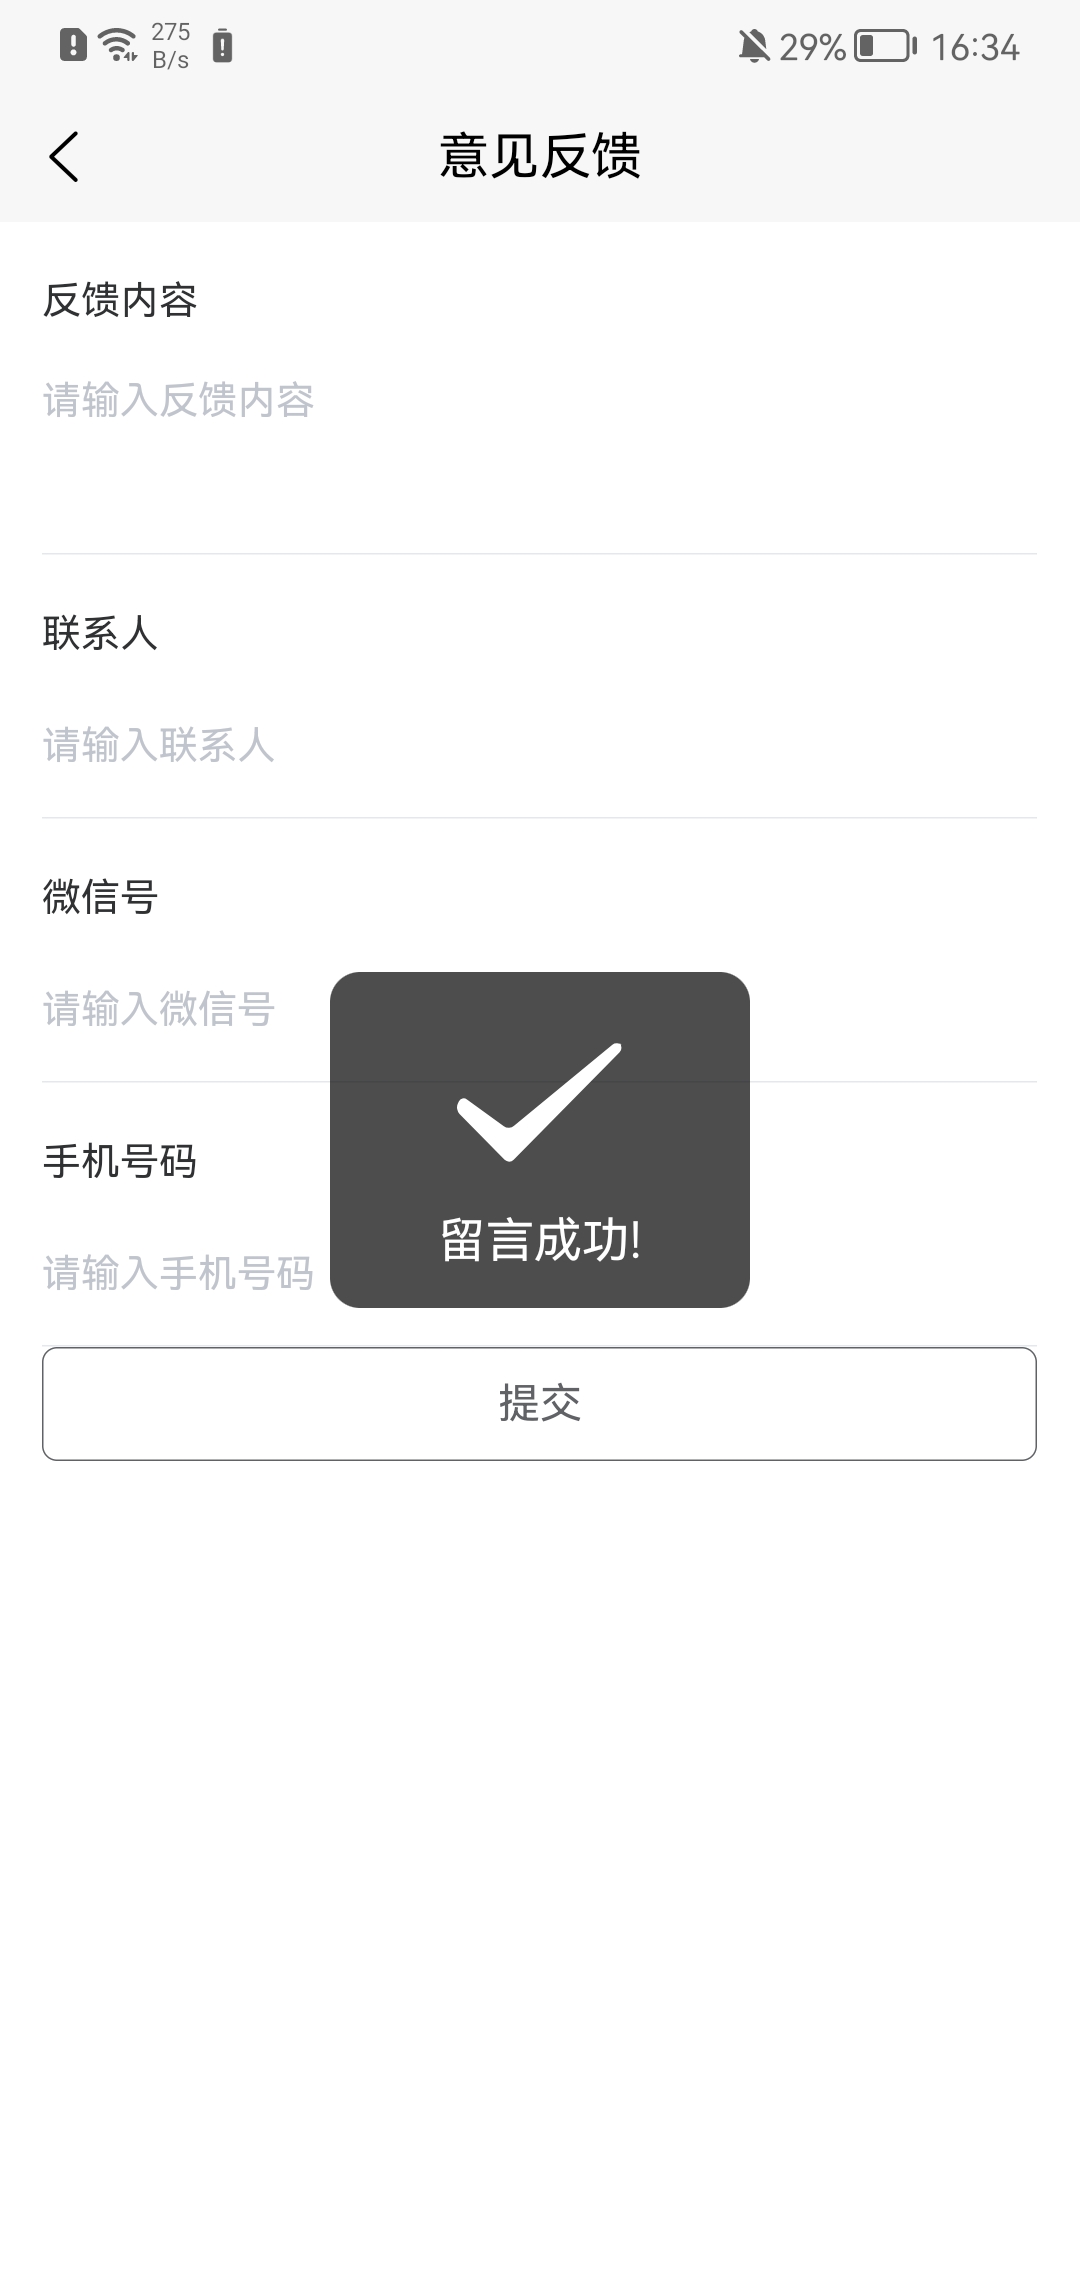 275
B/s
29%
16:34
意见反馈
反馈内容
请输入反馈内容
联系人
请输入联系人
微信号
请输入微信号
手机号码
请输入手机号码
留言成功!
提交